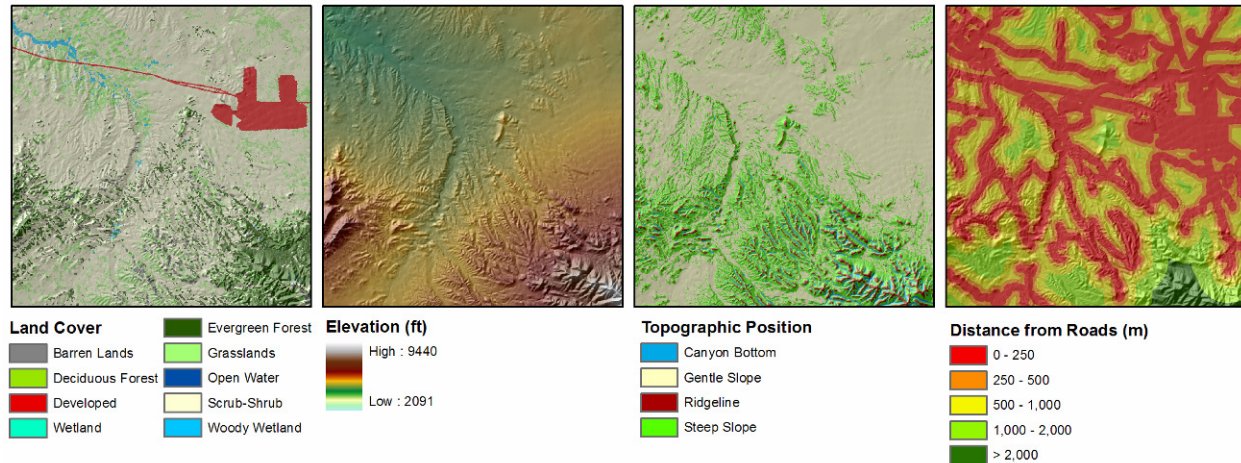 Land Cover
Barren Lands
Deciduous Forest
Developed
Wetland
Evergreen Forest
Grasslands
Open Water
Scrub-Shrub
Woody Wetland
Elevation (ft)
High : 9440
Low : 2091
Topographic Position
Canyon Bottom
Gentle Slope
Ridgeline
Steep Slope
Distance from Roads (m)
0 - 250
250 - 500
500 - 1,000
1,000 - 2,000
> 2,000